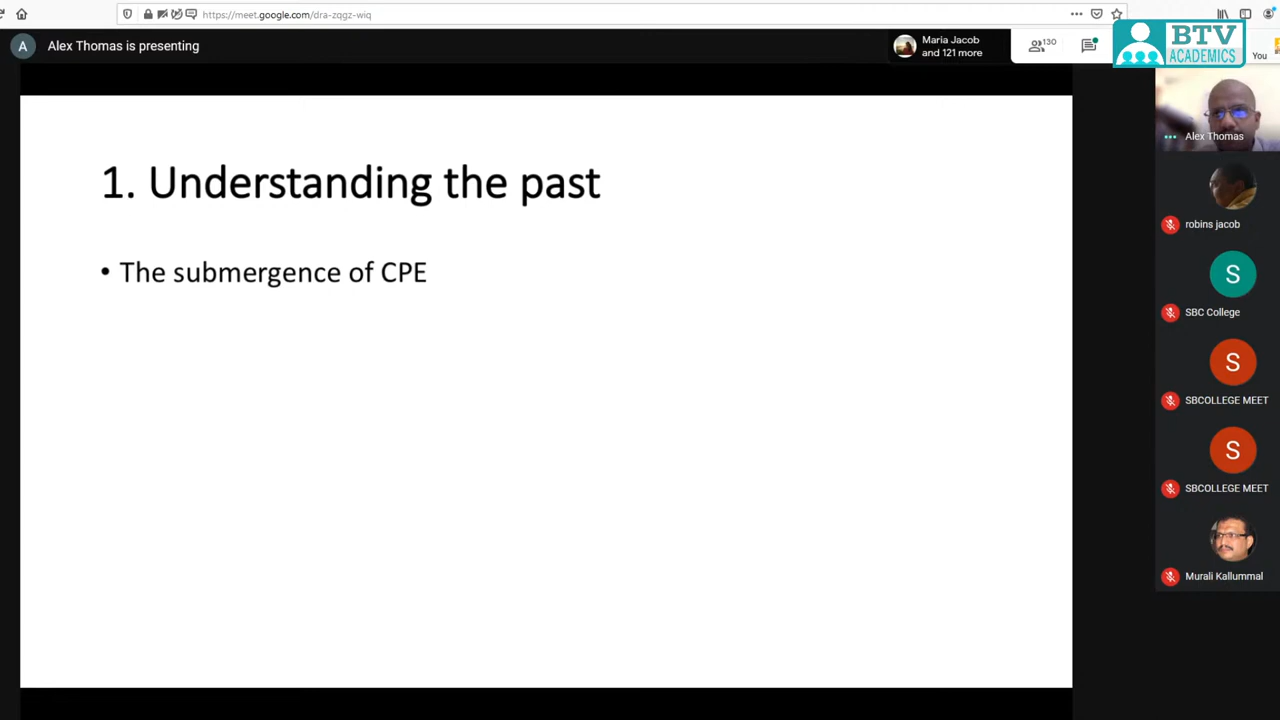 https://meet.google.com/dra-zqgz-wiq
A
Alex Thomas is presenting
Maria Jacob
and 121 more
130
BTV
ACADEMICS
You
1. Understanding the past
• The submergence of CPE
Alex Thomas
robins jacob
S
SBC College
S
SBCOLLEGE MEET
S
SBCOLLEGE MEET
Murali Kallummal